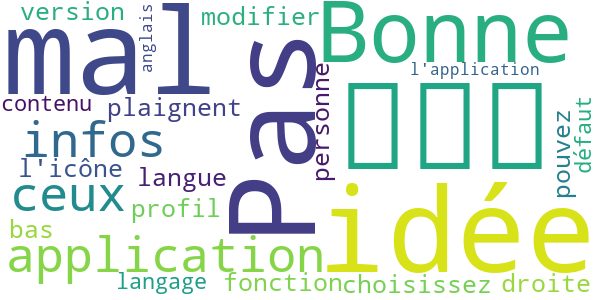 version
modifier
Bonne
mal
anglais
l'application
contenu
plaignent
personne
Pas
infos
l'icône
langue
pouvez
défaut
ceux
profil
idée
bas
application
langage
fonction
choisissez
droite